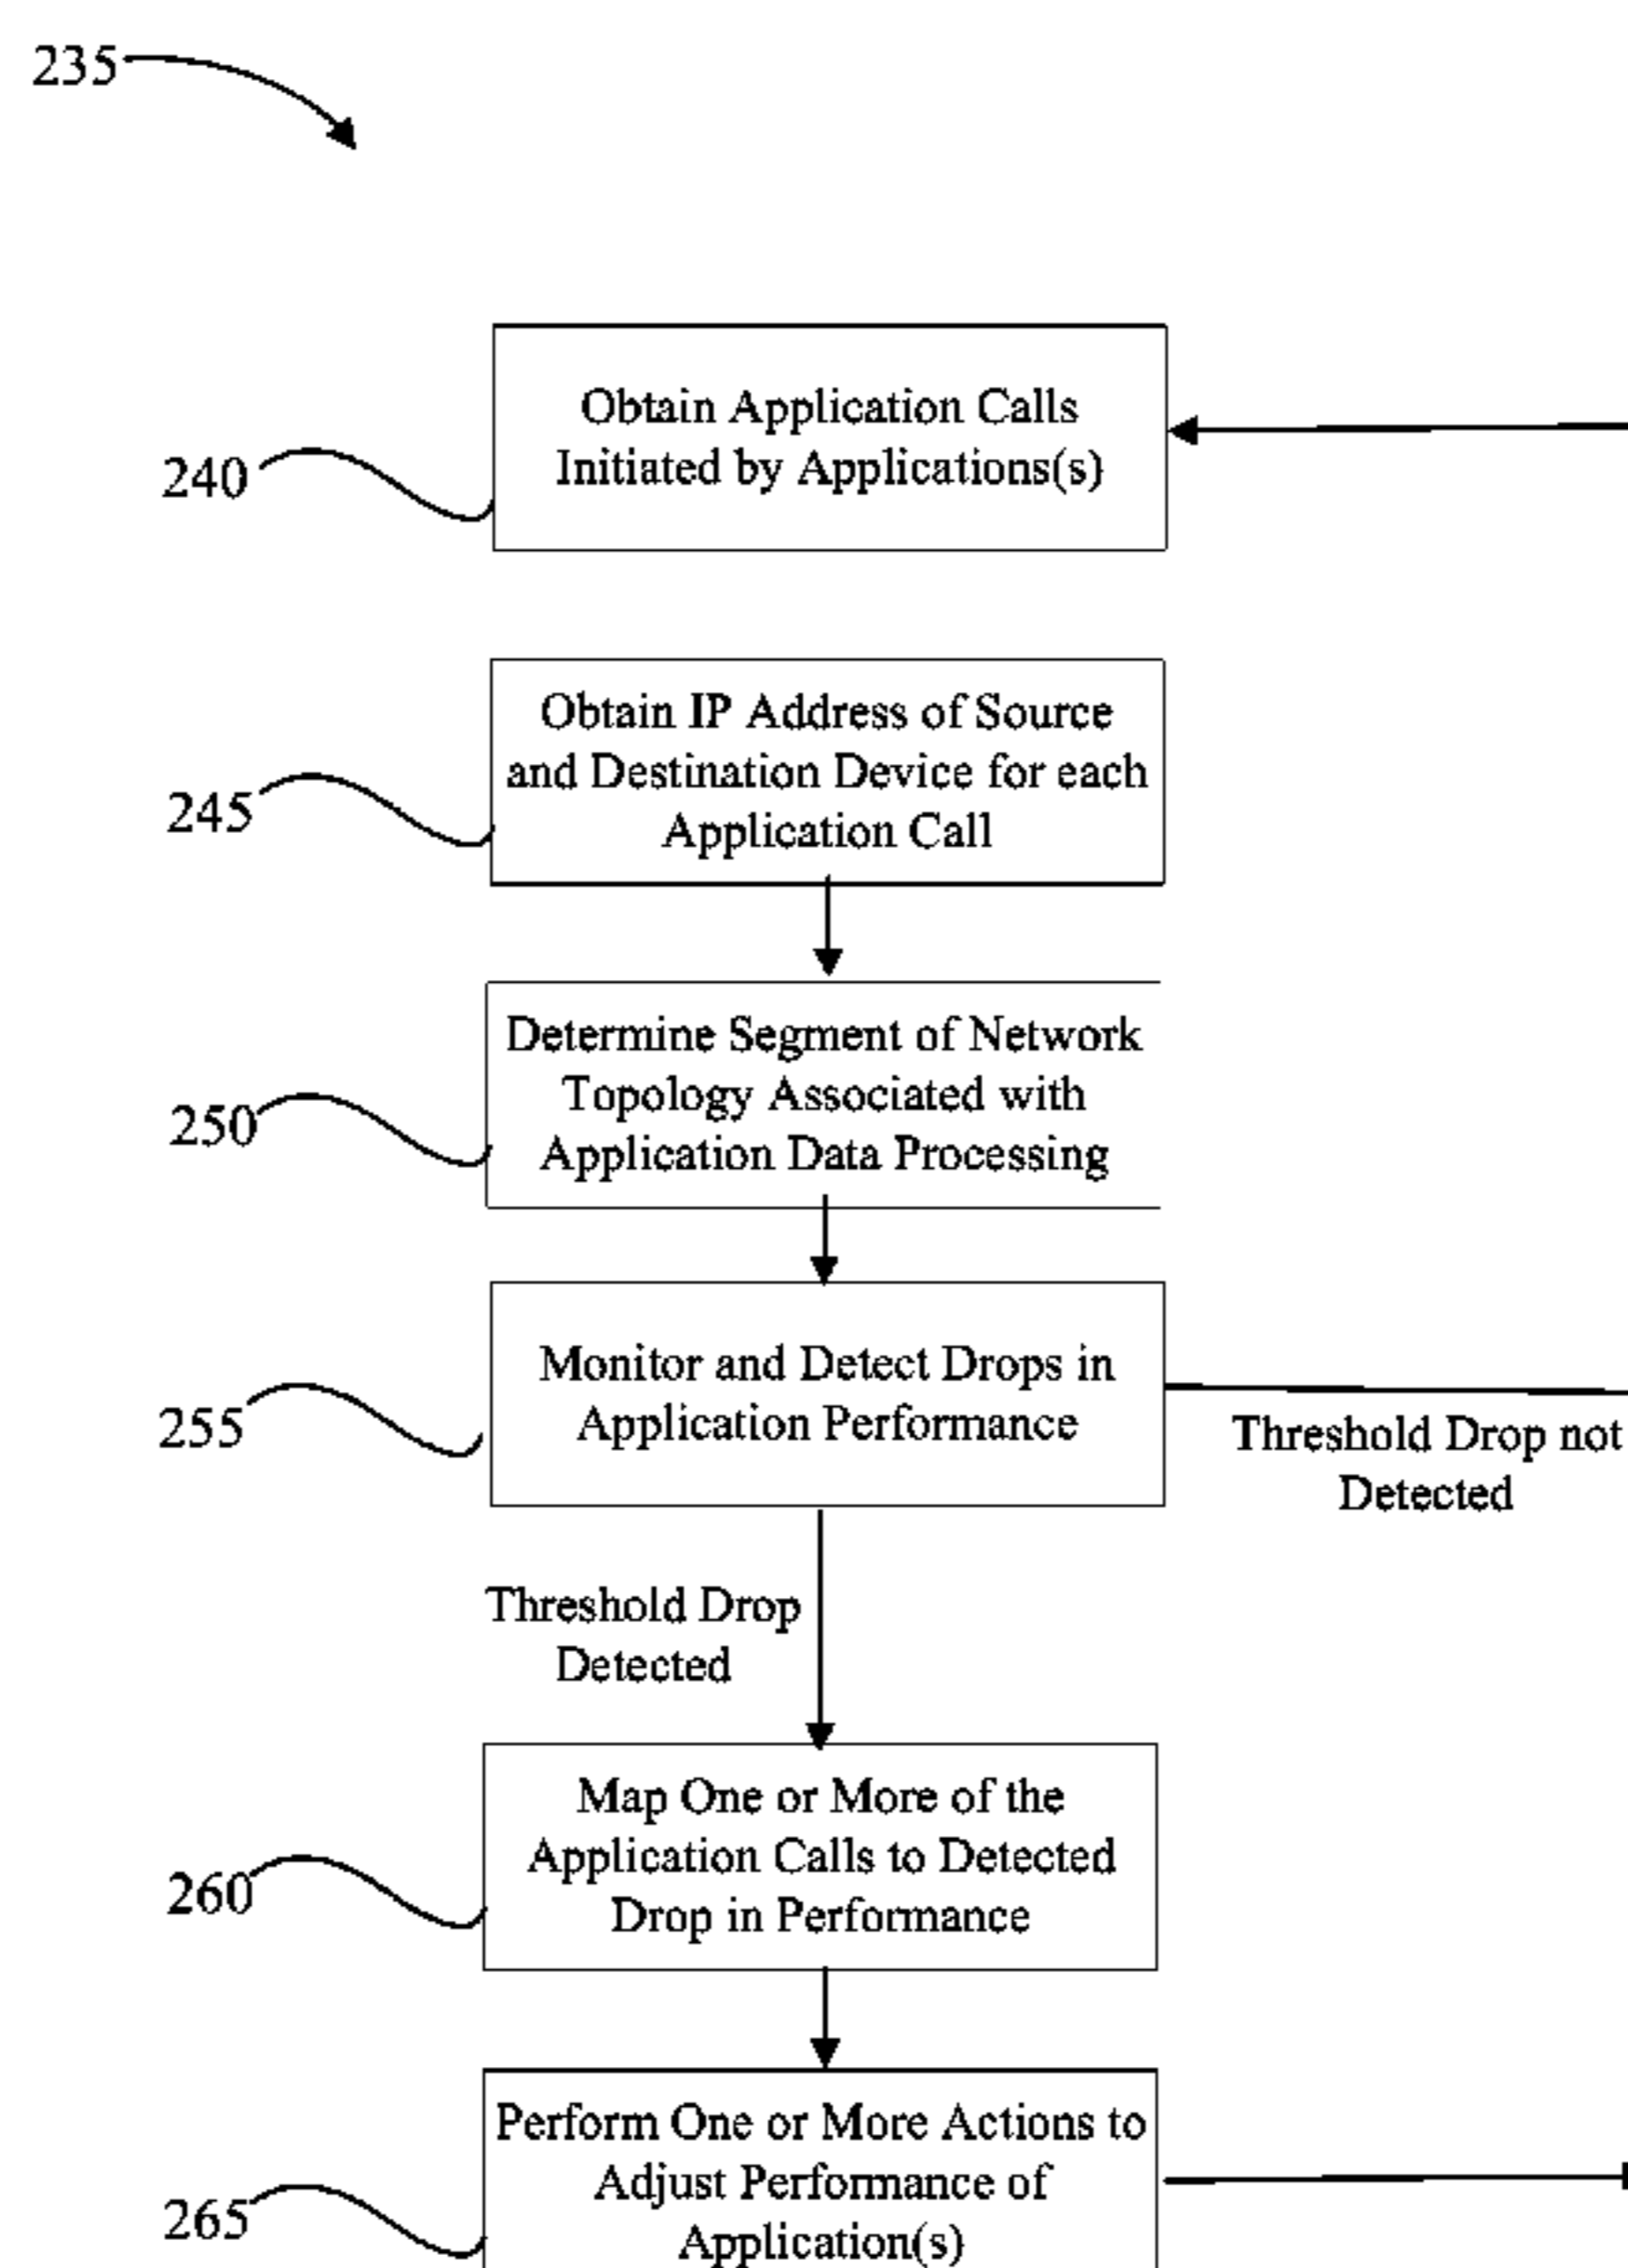 235
Obtain Application Calls
Initiated by Applications(s)
240
Obtain IP Address of Source
and Destination Device for each
Application Call
245
Determine Segment of Network
Topology Associated with
Application Data Processing
250
Monitor and Detect Drops in
Application Performance
255
Threshold Drop not
Detected
Threshold Drop
Detected
Map One or More of the
Application Calls to Detected
Drop in Performance
260
Perform One or More Actions to
Adjust Performance of
Application(s)
265